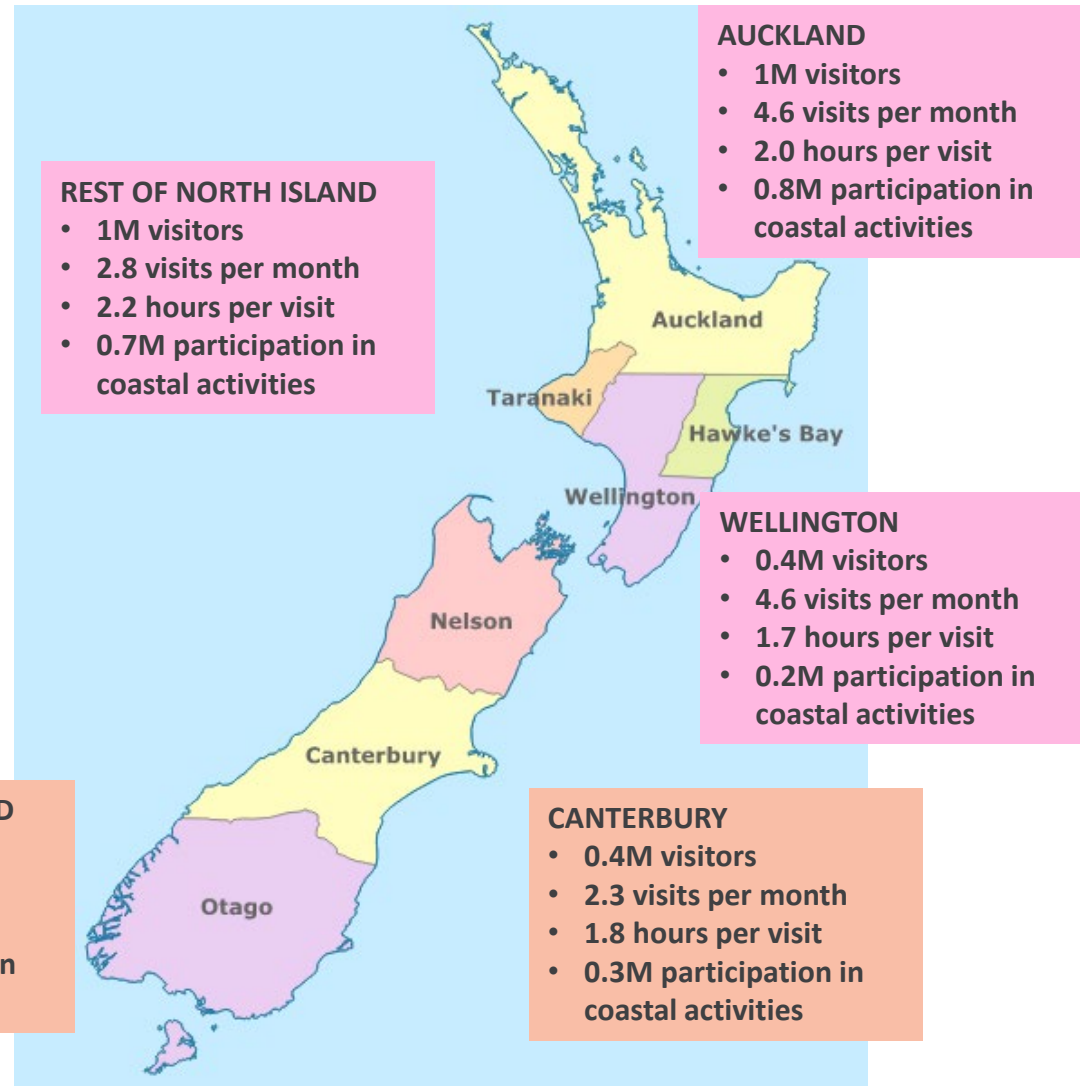 AUCKLAND
• 1M visitors
• 4.6 visits per month
• 2.0 hours per visit
• 0.8M participation in
coastal activities
REST OF NORTH ISLAND
• 1M visitors
• 2.8 visits per month
• 2.2 hours per visit
• 0.7M participation in
coastal activities
Auckland
Taranaki
Hawke's Bay
Wellington
WELLINGTON
• 0.4M visitors
• 4.6 visits per month
• 1.7 hours per visit
• 0.2M participation in
coastal activities
Nelson
Canterbury
CANTERBURY
• 0.4M visitors
• 2.3 visits per month
• 1.8 hours per visit
• 0.3M participation in
coastal activities
Otago